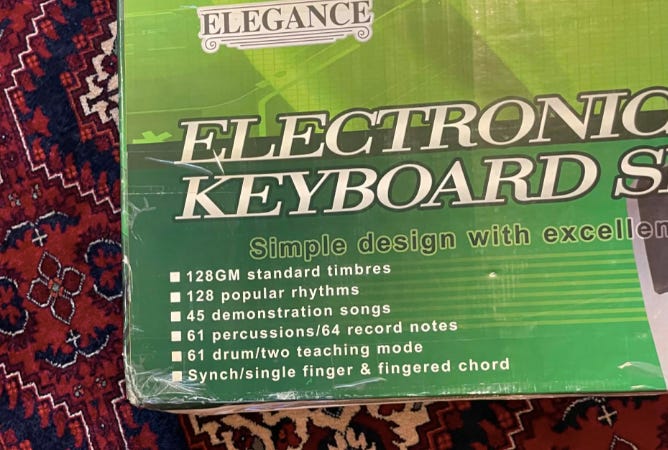 ELEGANCE
ELECTRONIC
KEYBOARD
Simple design with
128GM standard timbres
128 popular rhythms
45 demonstration songs
61 percussions/64 record notes
61 drum/two teaching mode
Synch/single finger & fingered chord